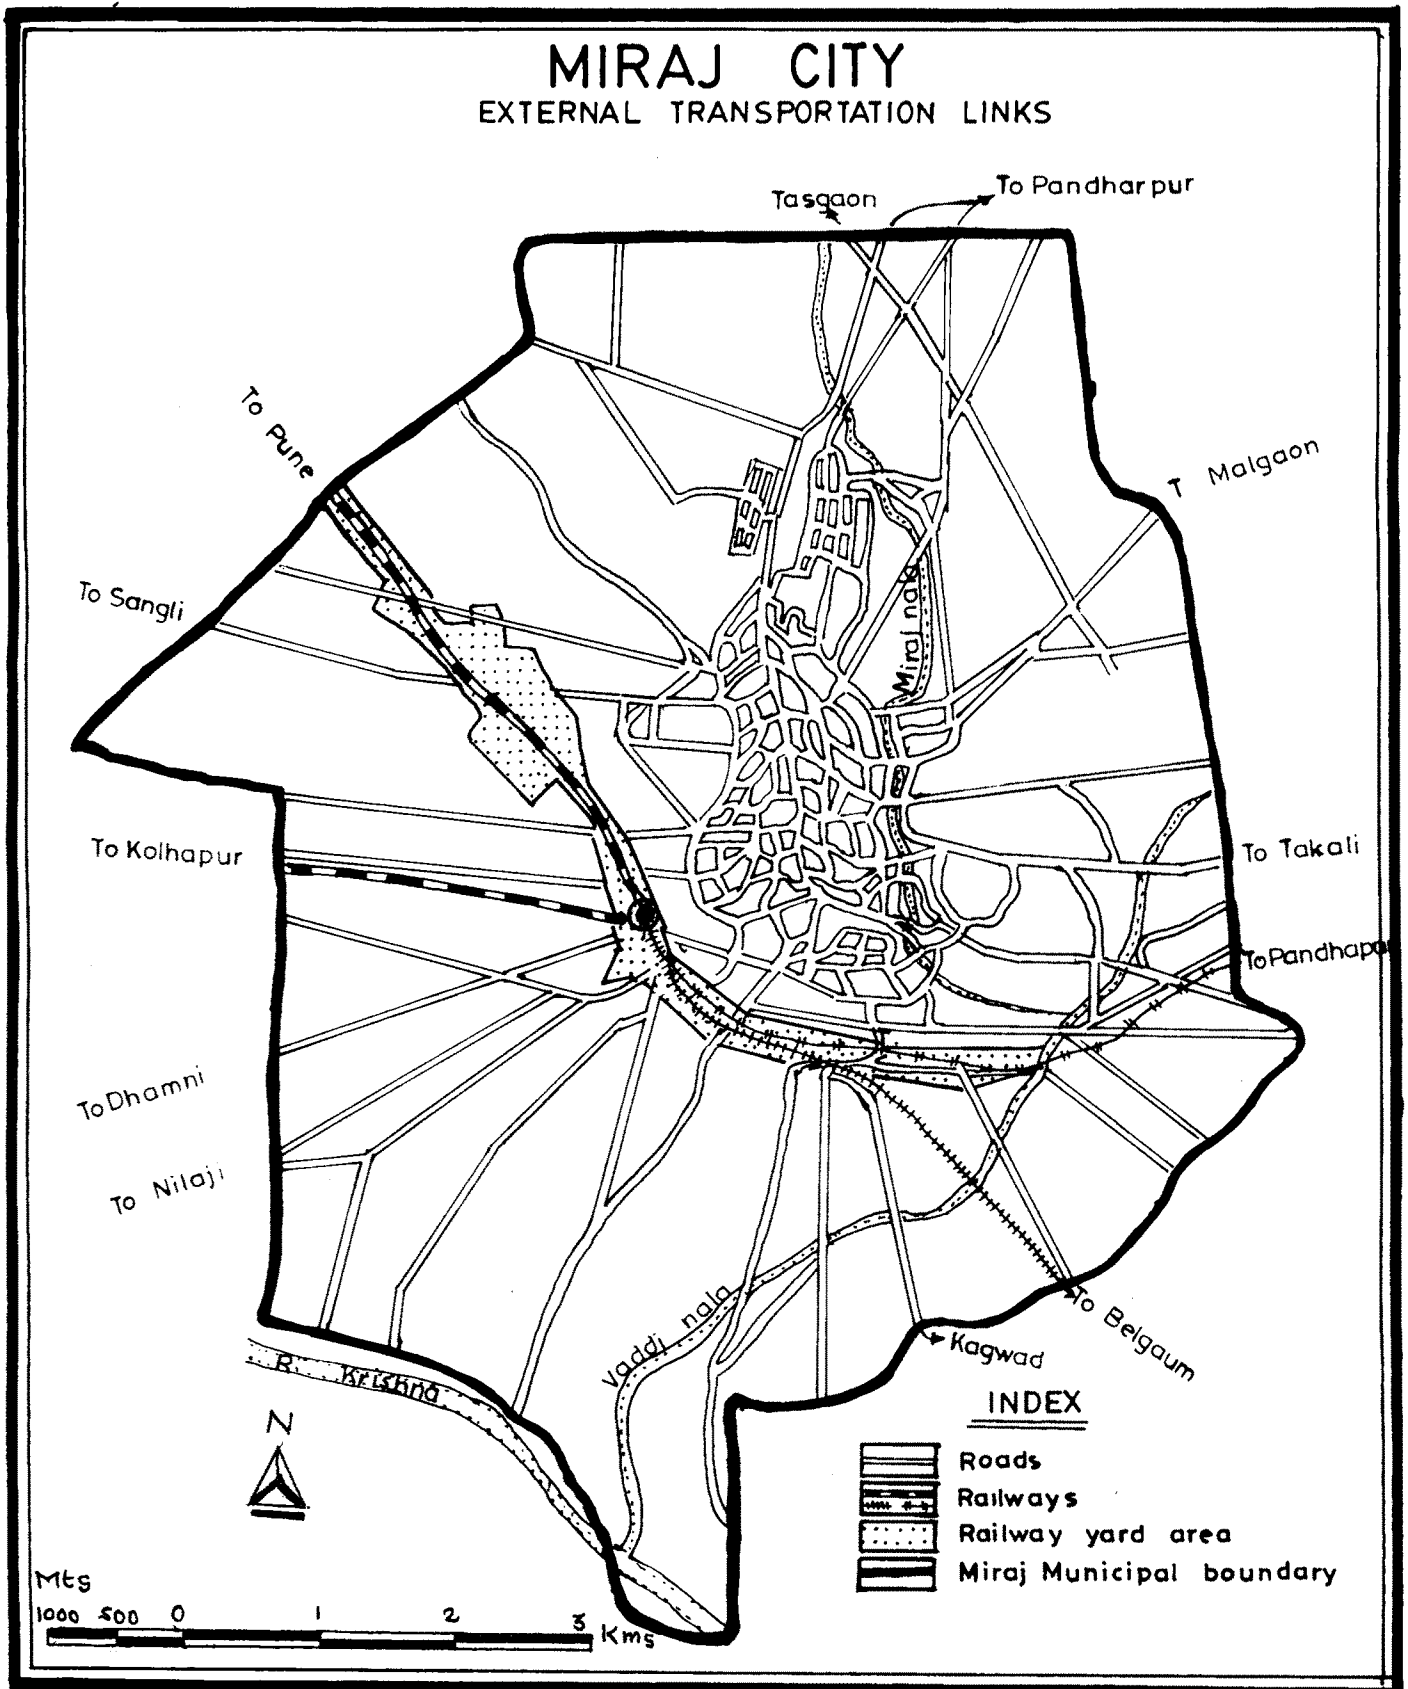 MIRAJ CITY
EXTERNAL TRANSPORTATION LINKS
Tasgaon
To Pandharpur
To Pune
T Malgaon
To Sangli
Miraj nala
To Kolhapur
To Takali
To Pandhapur
To Dhamni
To Nilaji
Vaddi nala
To Belgaum
Kagwad
R. Krishna
N
INDEX
Roads
Railways
Railway yard area
Miraj Municipal boundary
Mts
1000 500 0 1 2 3 Kms